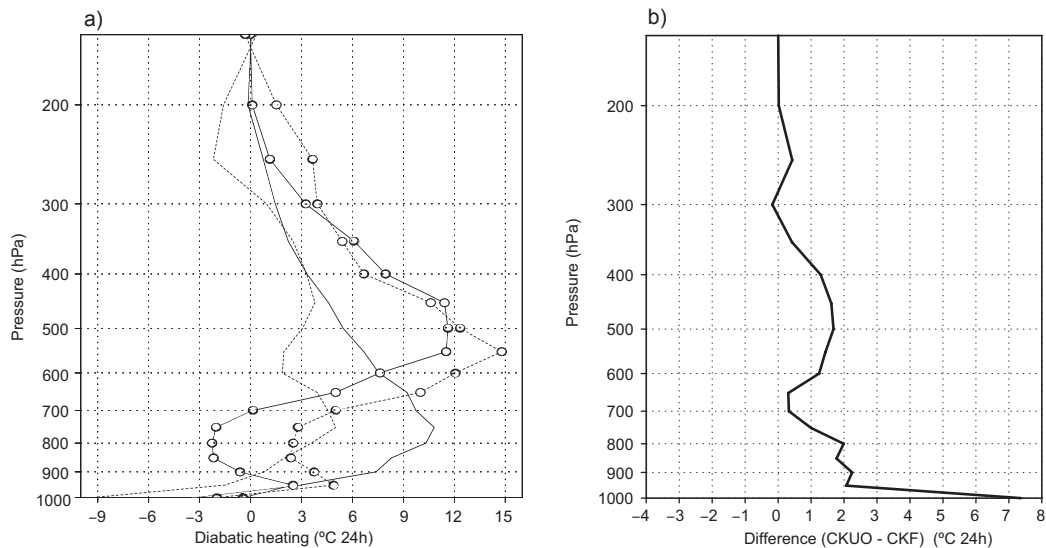 a)
200
300
400
500
600
700
800
900
1000
Pressure (hPa)
−9 −6 −3 0 3 6 9 12 15
Diabatic heating (ºC 24h)
b)
200
300
400
500
600
700
800
900
1000
Pressure (hPa)
−4 −3 −2 −1 0 1 2 3 4 5 6 7 8
Difference (CKUO - CKF) (ºC 24h)